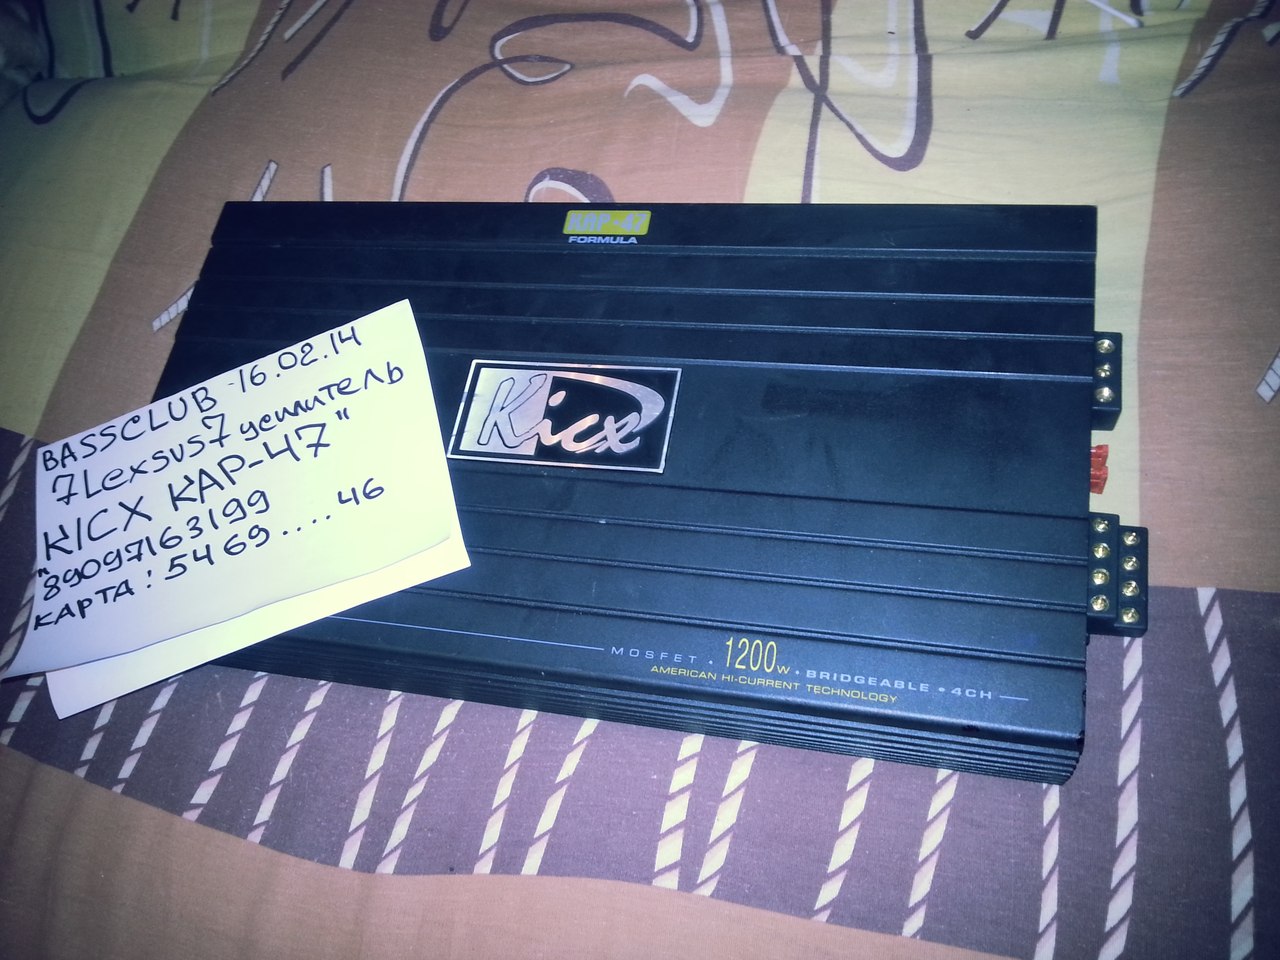 KAP-47
FORMULA
Kicx
BASSCLUB 16.02.14
7Lexsus7 усилитель
"KICX KAP-47"
89097163199
карта: 5469....46
MOSFET • 1200w • BRIDGEABLE • 4CH
AMERICAN HI-CURRENT TECHNOLOGY